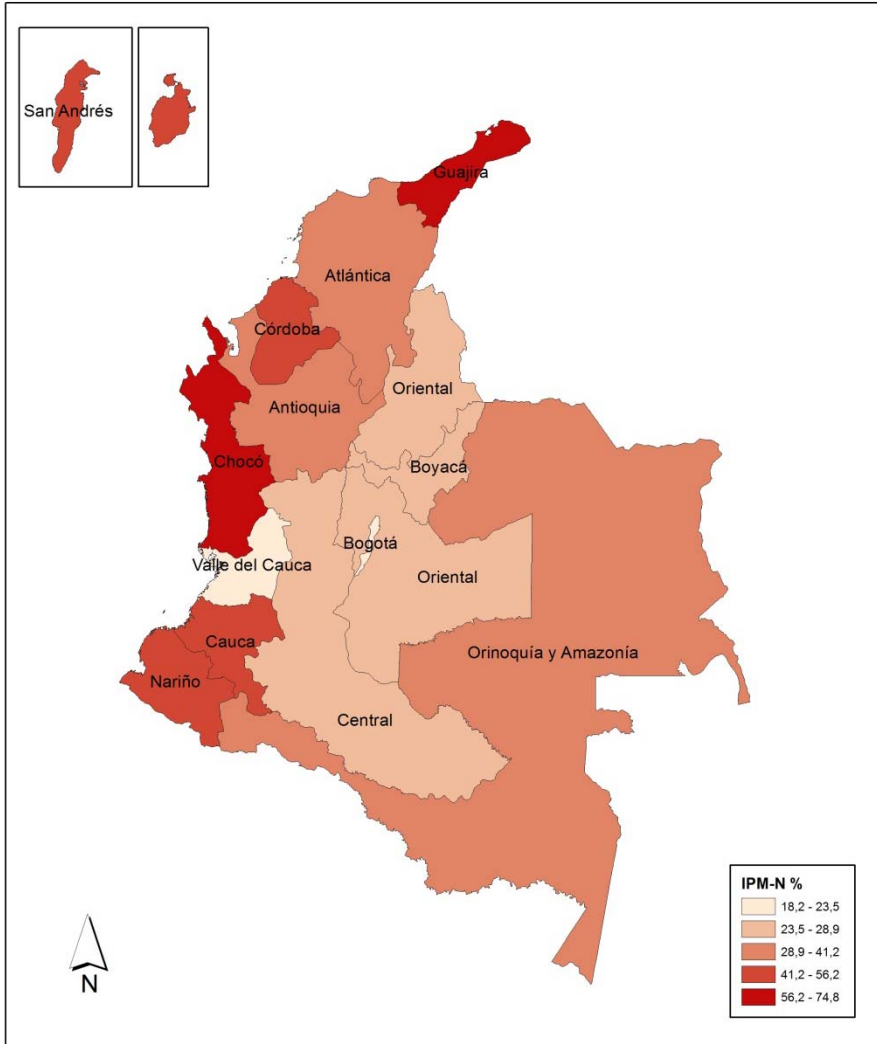 San Andrés
Guajira
Atlántica
Córdoba
Oriental
Antioquia
Boyacá
Chocó
Bogotá
Valle del Cauca
Oriental
Cauca
Orinoquía y Amazonía
Nariño
Central
IPM-N %
18,2 - 23,5
23,5 - 28,9
28,9 - 41,2
41,2 - 56,2
56,2 - 74,8
N